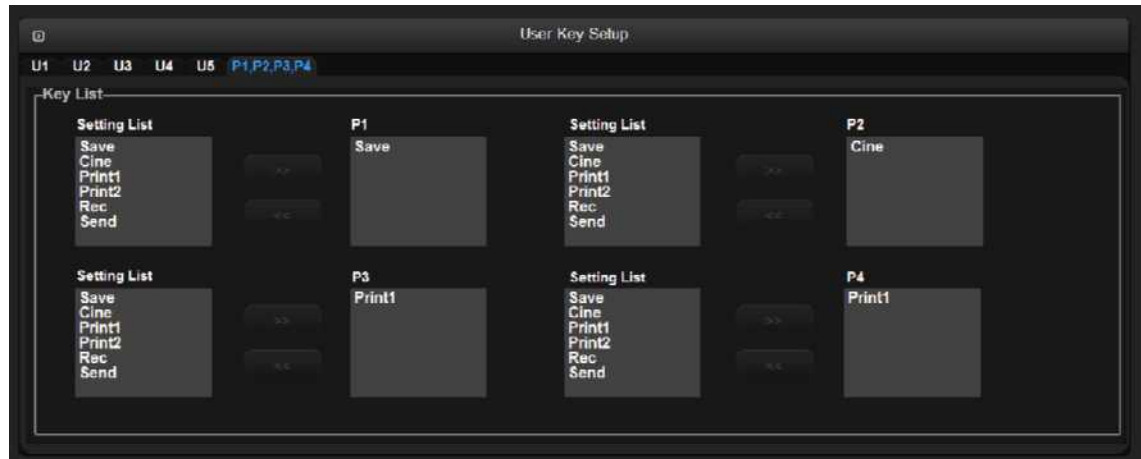 User Key Setup
U1 U2 U3 U4 U5 P1,P2,P3,P4
Key List
Setting List
Save
Cine
Print1
Print2
Rec
Send
>>
<<
P1
Save
Setting List
Save
Cine
Print1
Print2
Rec
Send
>>
<<
P2
Cine
Setting List
Save
Cine
Print1
Print2
Rec
Send
>>
<<
P3
Print1
Setting List
Save
Cine
Print1
Print2
Rec
Send
>>
<<
P4
Print1